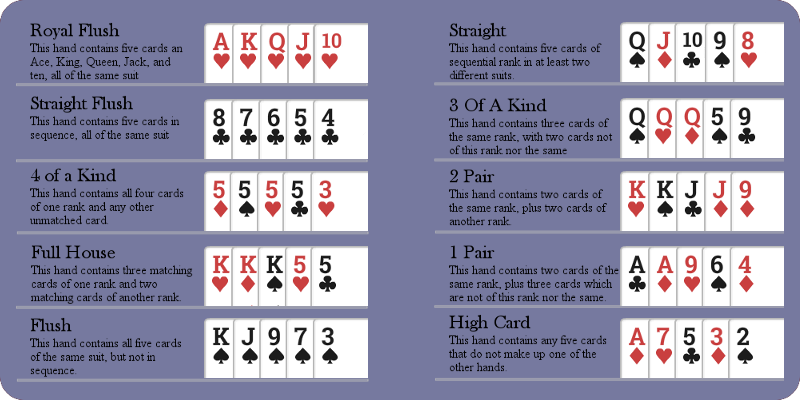 Royal Flush
This hand contains five cards an
Ace, King, Queen, Jack, and
ten, all of the same suit
A K Q J 10
Straight Flush
This hand contains five cards in
sequence, all of the same suit
8 7 6 5 4
4 of a Kind
This hand contains all four cards
of one rank and any other
unmatched card.
5 5 5 5 3
Full House
This hand contains three matching
cards of one rank and two
matching cards of another rank.
K K K 5 5
Flush
This hand contains all five cards
of the same suit, but not in
sequence.
K J 9 7 3
Straight
This hand contains five cards of
sequential rank in at least two
different suits.
Q J 10 9 8
3 Of A Kind
This hand contains three cards of
the same rank, with two cards not
of this rank nor the same
Q Q Q 5 9
2 Pair
This hand contains two cards of
the same rank, plus two cards of
another rank.
K K J J 9
1 Pair
This hand contains two cards of the
same rank, plus three cards which
are not of this rank nor the same.
A A 9 6 4
High Card
This hand contains any five cards
that do not make up one of the
other hands.
A 7 5 3 2